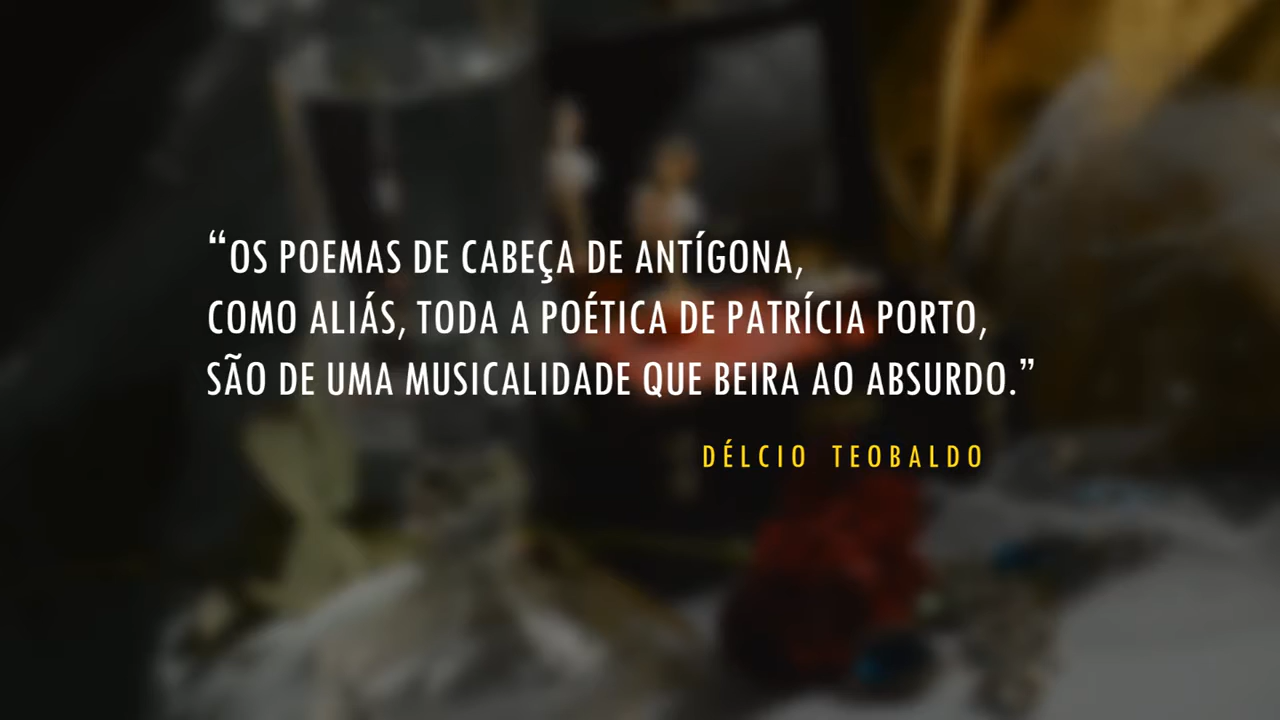 “OS POEMAS DE CABEÇA DE ANTÍGONA,
COMO ALIÁS, TODA A POÉTICA DE PATRÍCIA PORTO,
SÃO DE UMA MUSICALIDADE QUE BEIRA AO ABSURDO.”
DÉLCIO TEOBALDO